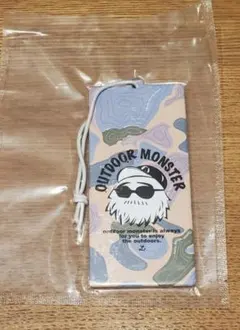 OUTDOOR MONSTER
outdoor monster is always
for you to enjoy
the outdoors.